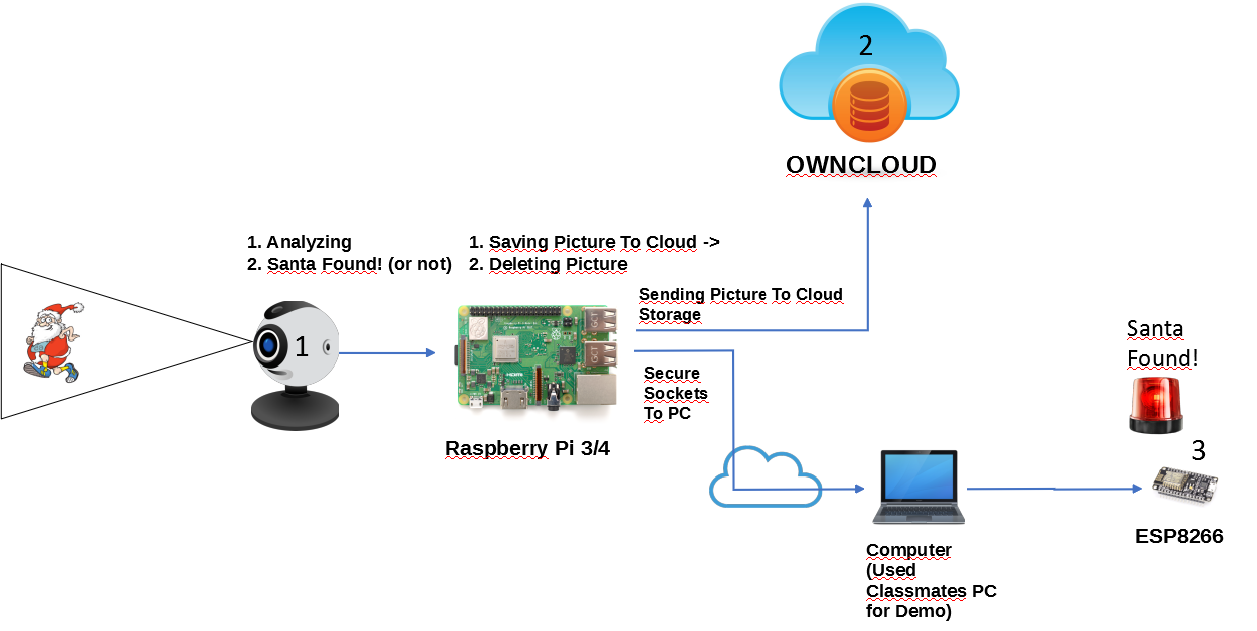 2
OWNCLOUD
1. Analyzing
2. Santa Found! (or not)
1. Saving Picture To Cloud ->
2. Deleting Picture
Sending Picture To Cloud
Storage
1
Secure
Sockets
To PC
Raspberry Pi 3/4
Santa
Found!
3
ESP8266
Computer
(Used
Classmates PC
for Demo)